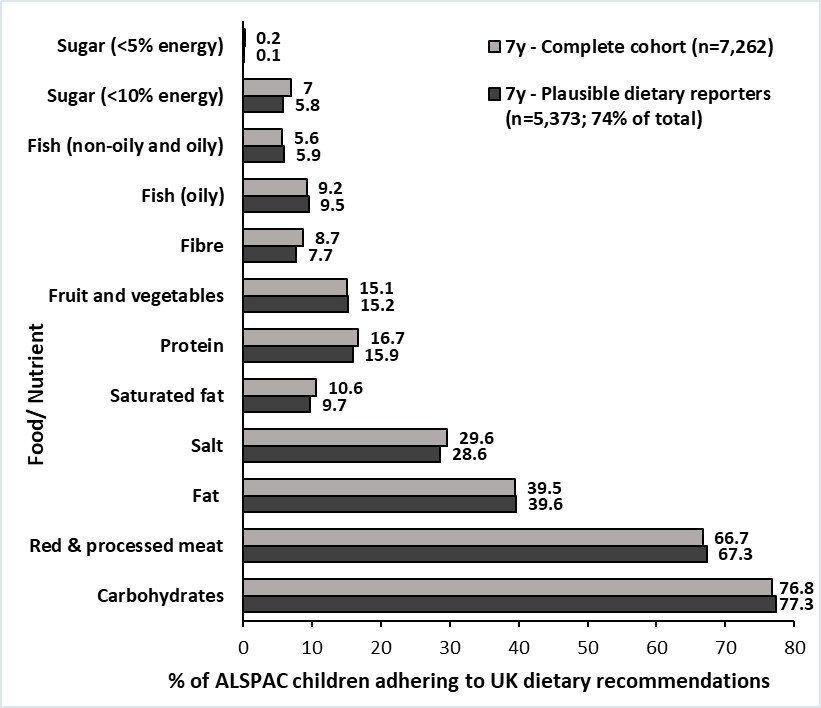 Sugar (<5% energy) 0.2
0.1
7y - Complete cohort (n=7,262)
Sugar (<10% energy) 7
5.8
7y - Plausible dietary reporters
(n=5,373; 74% of total)
Fish (non-oily and oily) 5.6
5.9
Fish (oily) 9.2
9.5
Fibre 8.7
7.7
Fruit and vegetables 15.1
15.2
Protein 16.7
15.9
Saturated fat 10.6
9.7
Salt 29.6
28.6
Fat 39.5
39.6
Red & processed meat 66.7
67.3
Carbohydrates 76.8
77.3
Food/ Nutrient
0 10 20 30 40 50 60 70 80
% of ALSPAC children adhering to UK dietary recommendations